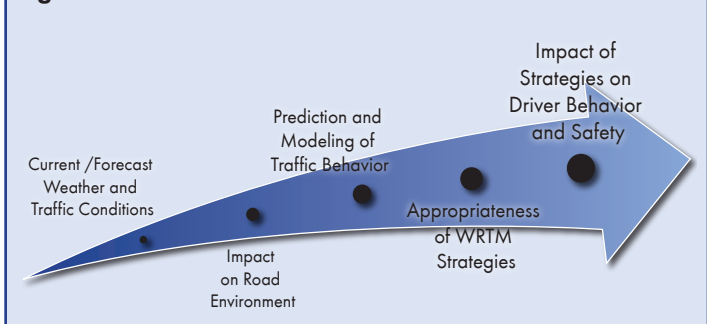 Current /Forecast
Weather and
Traffic Conditions
Impact
on Road
Environment
Prediction and
Modeling of
Traffic Behavior
Appropriateness
of WRTM
Strategies
Impact of
Strategies on
Driver Behavior
and Safety